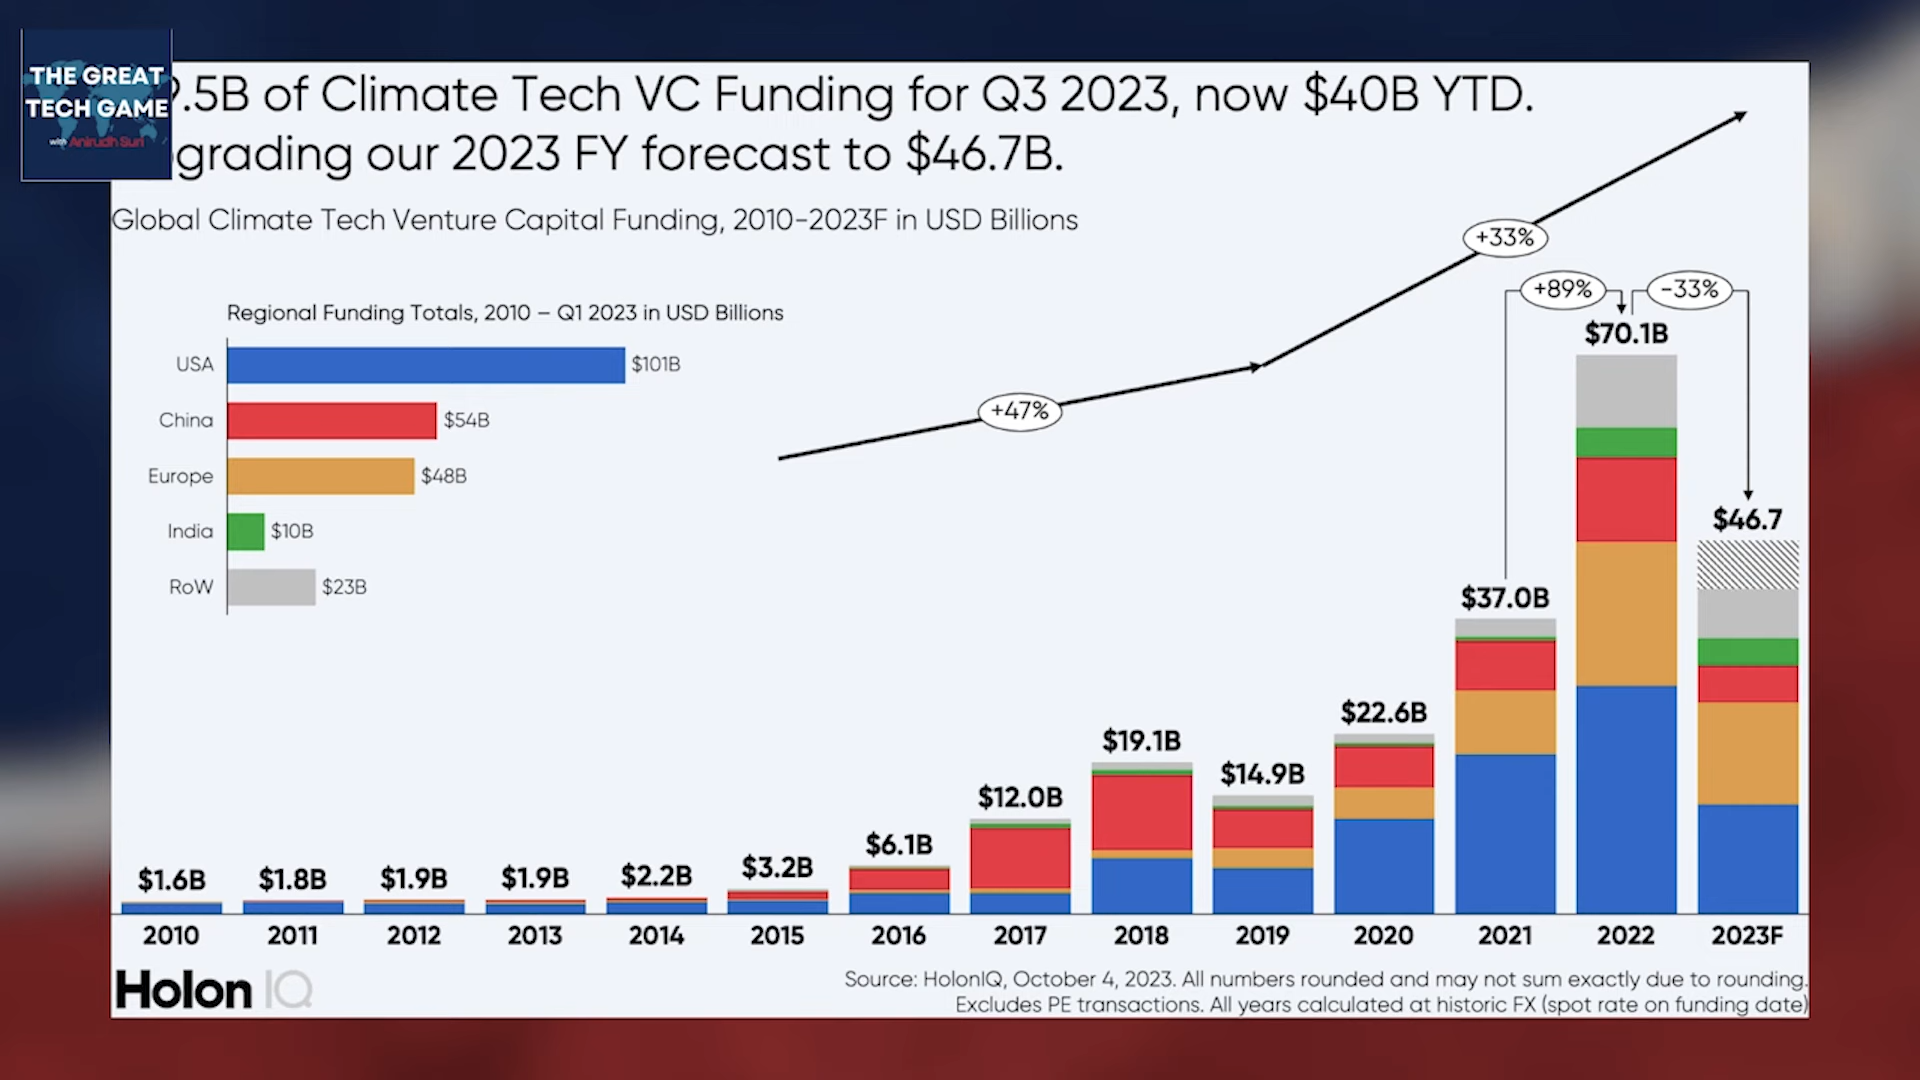 THE GREAT
TECH GAME
with Anirudh Suri
.5B of Climate Tech VC Funding for Q3 2023, now $40B YTD.
grading our 2023 FY forecast to $46.7B.
Global Climate Tech Venture Capital Funding, 2010-2023F in USD Billions
Regional Funding Totals, 2010 – Q1 2023 in USD Billions
USA $101B
China $54B
Europe $48B
India $10B
RoW $23B
+47%
+33%
+89%
-33%
$1.6B
$1.8B
$1.9B
$1.9B
$2.2B
$3.2B
$6.1B
$12.0B
$19.1B
$14.9B
$22.6B
$37.0B
$70.1B
$46.7
2010 2011 2012 2013 2014 2015 2016 2017 2018 2019 2020 2021 2022 2023F
Holon IQ
Source: HolonIQ, October 4, 2023. All numbers rounded and may not sum exactly due to rounding.
Excludes PE transactions. All years calculated at historic FX (spot rate on funding date)